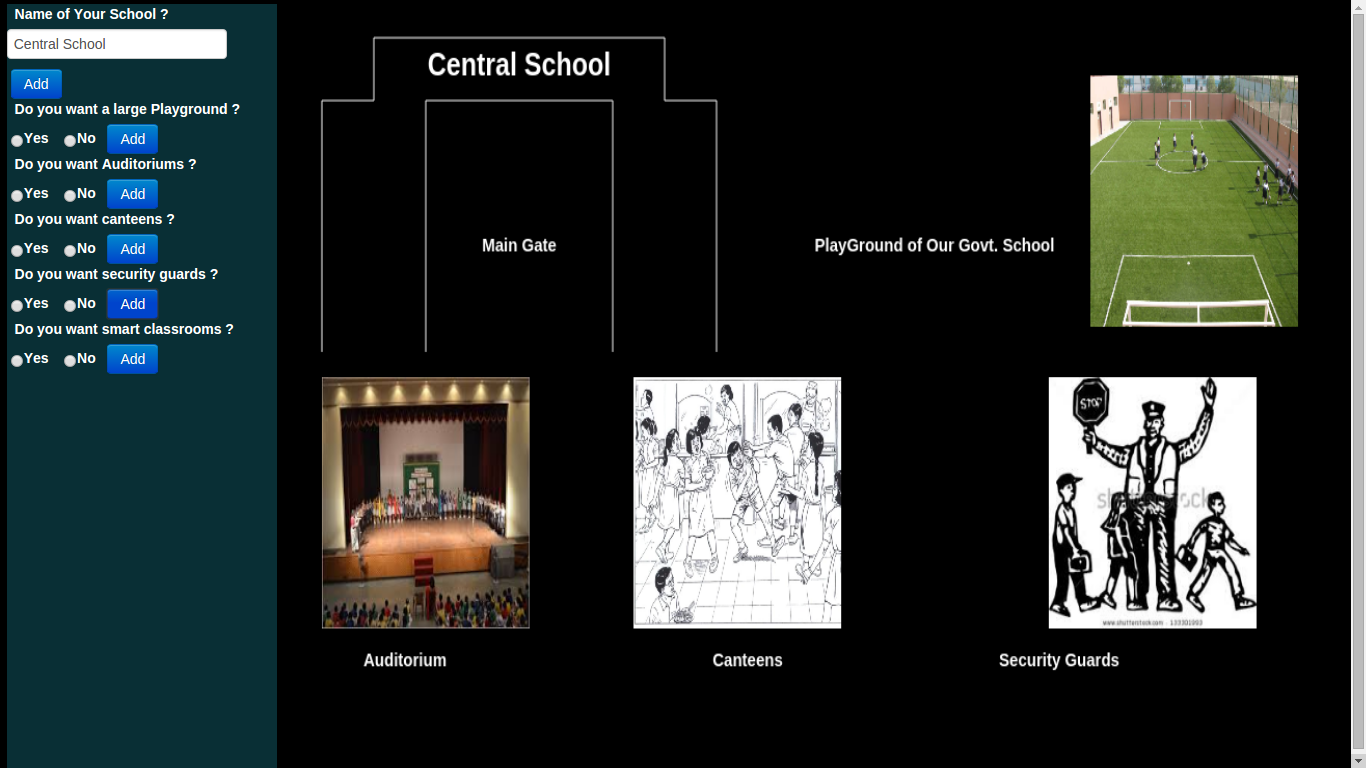 Name of Your School ?
Central School
Add
Do you want a large Playground ?
Yes No Add
Do you want Auditoriums ?
Yes No Add
Do you want canteens ?
Yes No Add
Do you want security guards ?
Yes No Add
Do you want smart classrooms ?
Yes No Add
Central School
Main Gate
PlayGround of Our Govt. School
STOP
www.shutterstock.com
Auditorium
Canteens
Security Guards